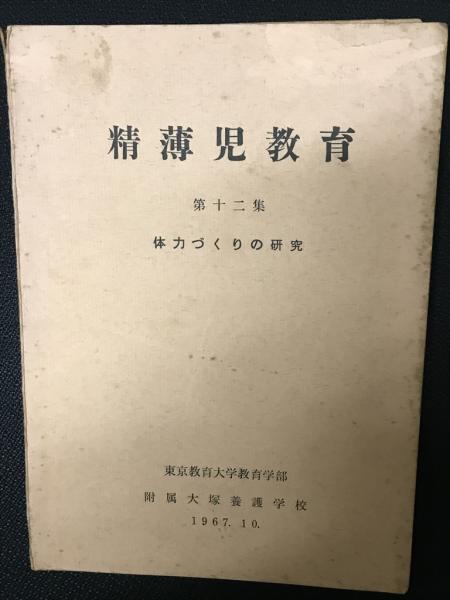 精薄児教育
第十二集
体力づくりの研究
東京教育大学教育学部
附属大塚養護学校
1967.10.